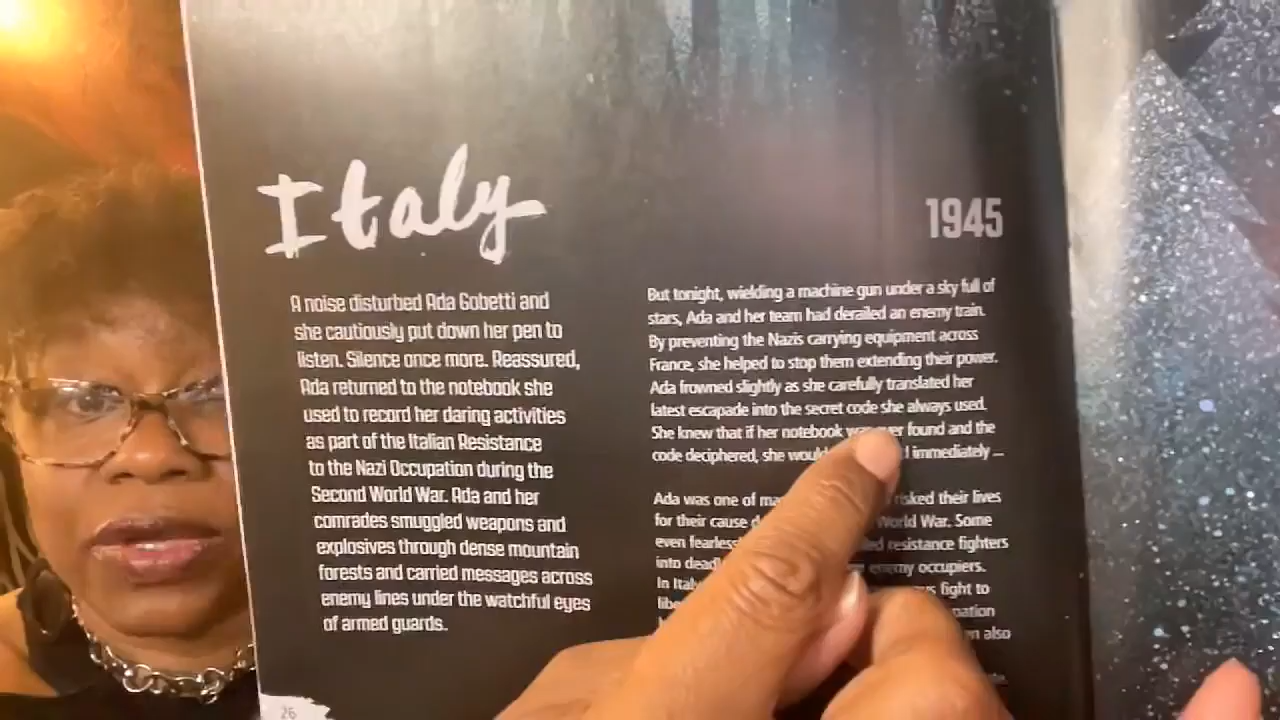 Italy
1945
A noise disturbed Ada Gobetti and
she cautiously put down her pen to
listen. Silence once more. Reassured,
Ada returned to the notebook she
used to record her daring activities
as part of the Italian Resistance
to the Nazi Occupation during the
Second World War. Ada and her
comrades smuggled weapons and
explosives through dense mountain
forests and carried messages across
enemy lines under the watchful eyes
of armed guards.
But tonight, wielding a machine gun under a sky full of
stars, Ada and her team had derailed an enemy train.
By preventing the Nazis carrying equipment across
France, she helped to stop them extending their power.
Ada frowned slightly as she carefully translated her
latest escapade into the secret code she always used.
She knew that if her notebook was ever found and the
code deciphered, she would immediately ...
Ada was one of risked their lives
for their cause World War. Some
even resistance fighters
into enemy occupiers.
In fight to
also
26